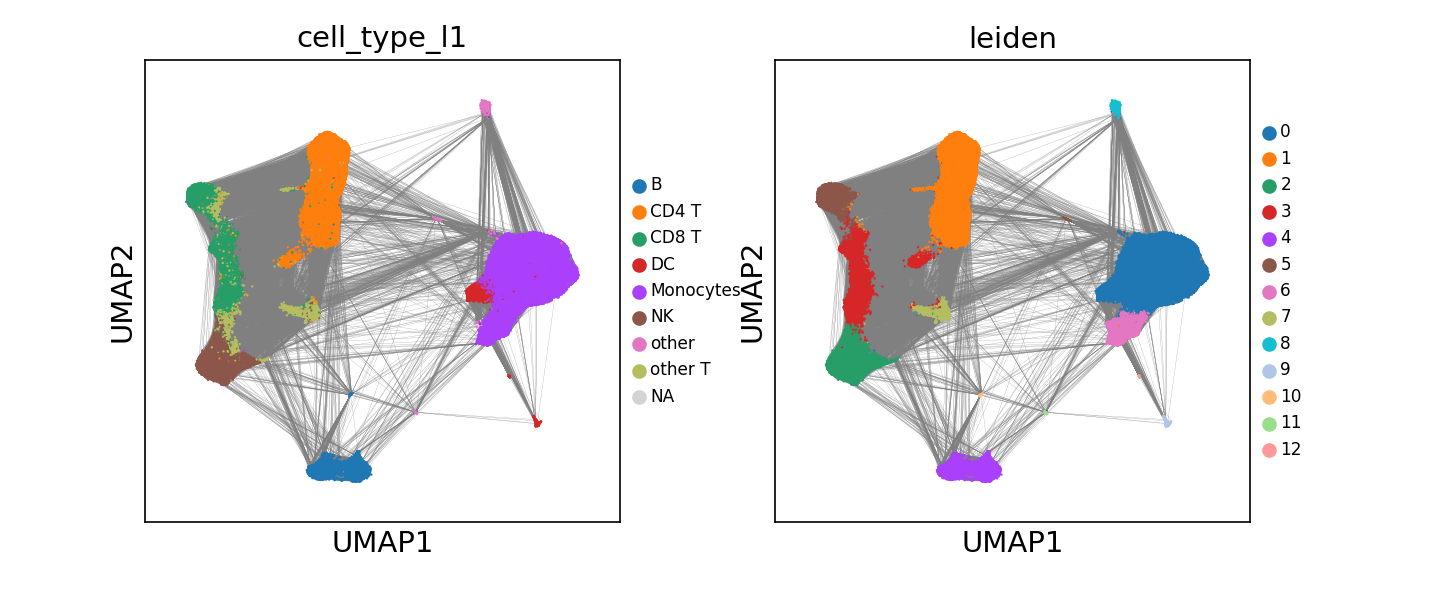 cell_type_l1
UMAP2
UMAP1
B
CD4 T
CD8 T
DC
Monocytes
NK
other
other T
NA
leiden
UMAP2
UMAP1
0
1
2
3
4
5
6
7
8
9
10
11
12